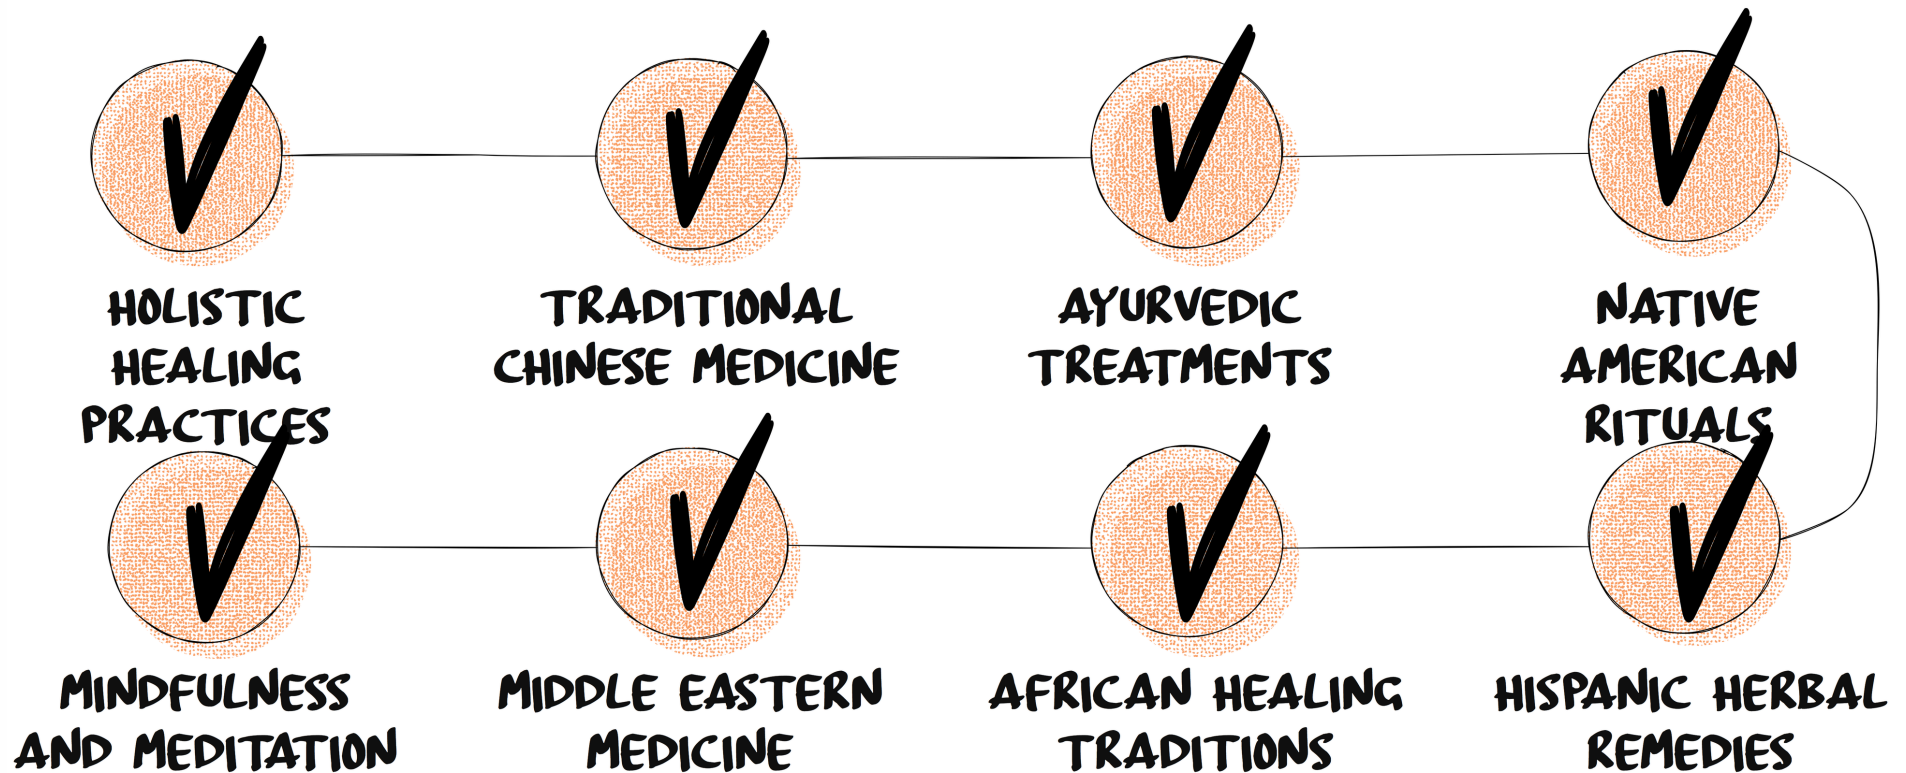 HOLISTIC
HEALING
PRACTICES
TRADITIONAL
CHINESE MEDICINE
AYURVEDIC
TREATMENTS
NATIVE
AMERICAN
RITUALS
MINDFULNESS
AND MEDITATION
MIDDLE EASTERN
MEDICINE
AFRICAN HEALING
TRADITIONS
HISPANIC HERBAL
REMEDIES